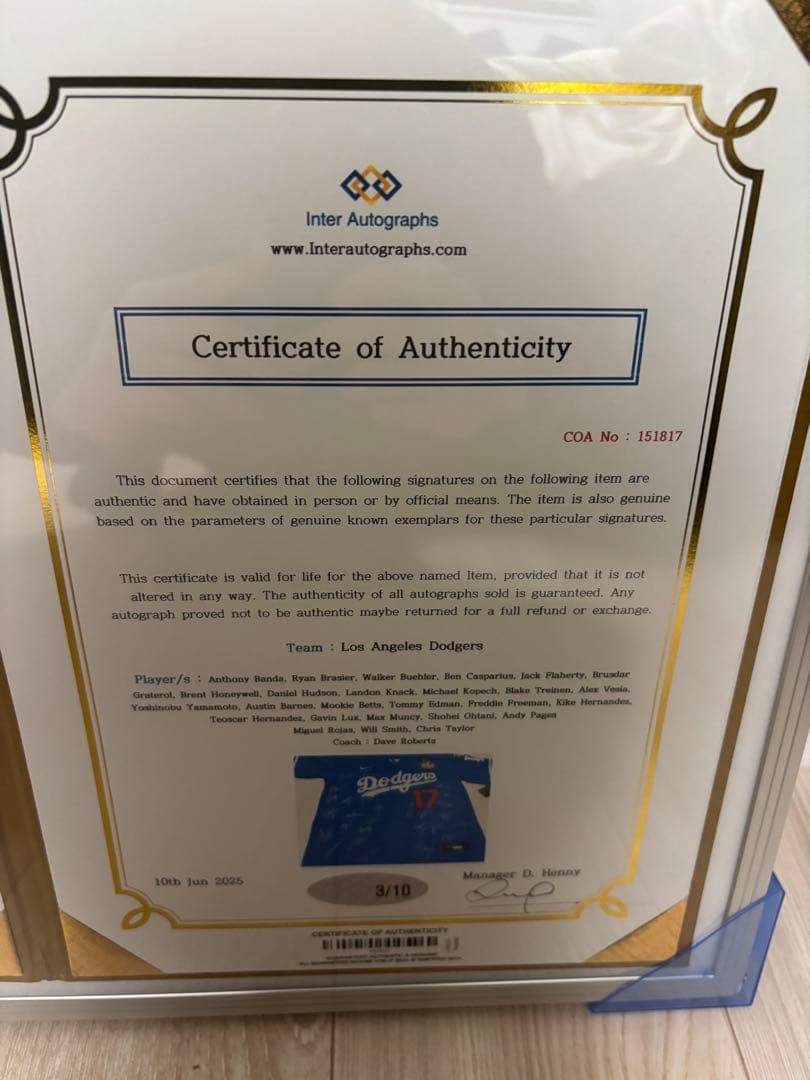 Inter Autographs
www.Interautographs.com
Certificate of Authenticity
COA No : 151817
This document certifies that the following signatures on the following item are
authentic and have obtained in person or by official means. The item is also genuine
based on the parameters of genuine known exemplars for these particular signatures.
This certificate is valid for life for the above named Item, provided that it is not
altered in any way. The authenticity of all autographs sold is guaranteed. Any
autograph proved not to be authentic maybe returned for a full refund or exchange.
Team : Los Angeles Dodgers
Player/s : Anthony Banda, Ryan Brasier, Walker Buehler, Ben Casparius, Jack Flaherty, Brusdar
Graterol, Brent Honeywell, Daniel Hudson, Landon Knack, Michael Kopech, Blake Treinen, Alex Vesia,
Yoshinobu Yamamoto, Austin Barnes, Mookie Betts, Tommy Edman, Freddie Freeman, Kike Hernandez,
Teoscar Hernandez, Gavin Lux, Max Muncy, Shohei Ohtani, Andy Pages
Miguel Rojas, Will Smith, Chris Taylor
Coach : Dave Roberts
Dodgers
17
10th Jun 2025
3/10
Manager D. Henny
CERTIFICATE OF AUTHENTICITY